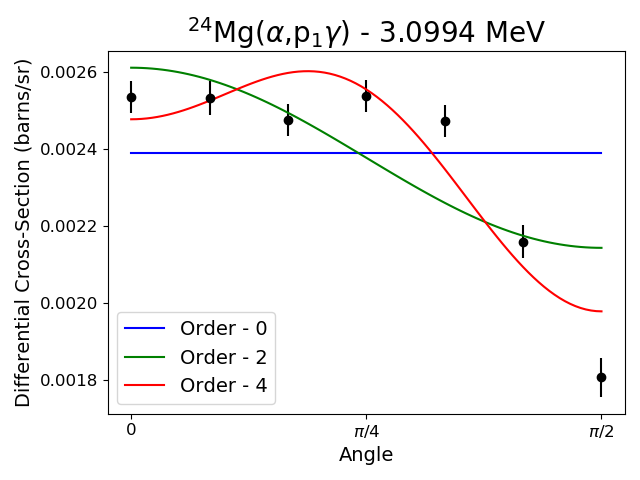 ²⁴Mg(α,p₁γ) - 3.0994 MeV
Differential Cross-Section (barns/sr)
0.0026
0.0024
0.0022
0.0020
0.0018
Order - 0
Order - 2
Order - 4
0
π/4
π/2
Angle